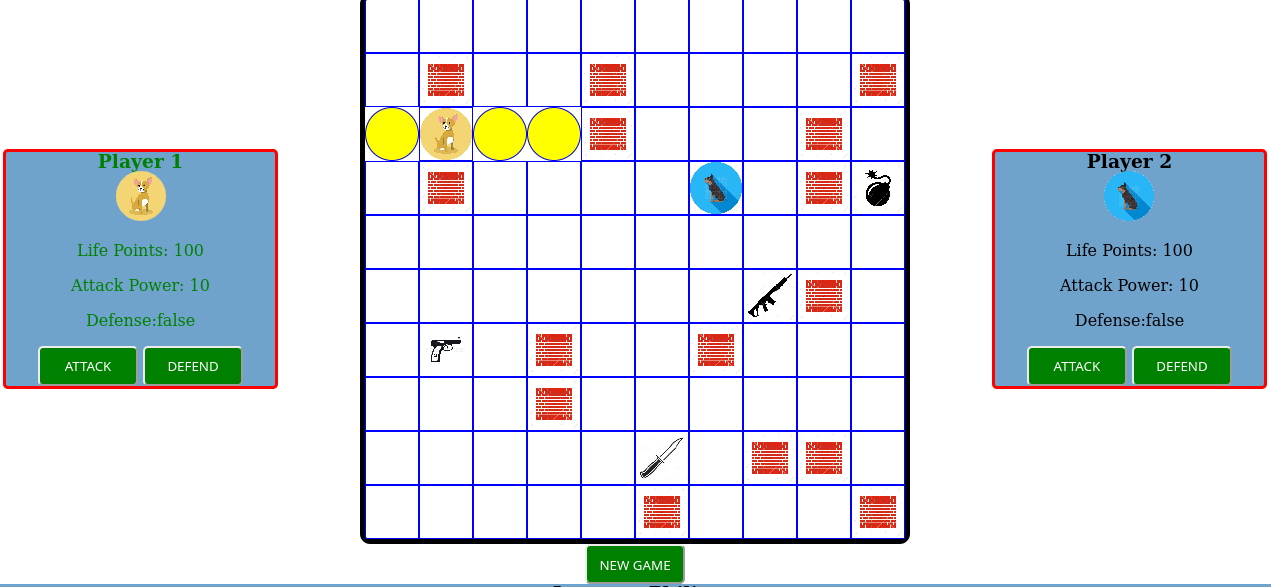 Player 1
Life Points: 100
Attack Power: 10
Defense:false
ATTACK DEFEND
Player 2
Life Points: 100
Attack Power: 10
Defense:false
ATTACK DEFEND
NEW GAME